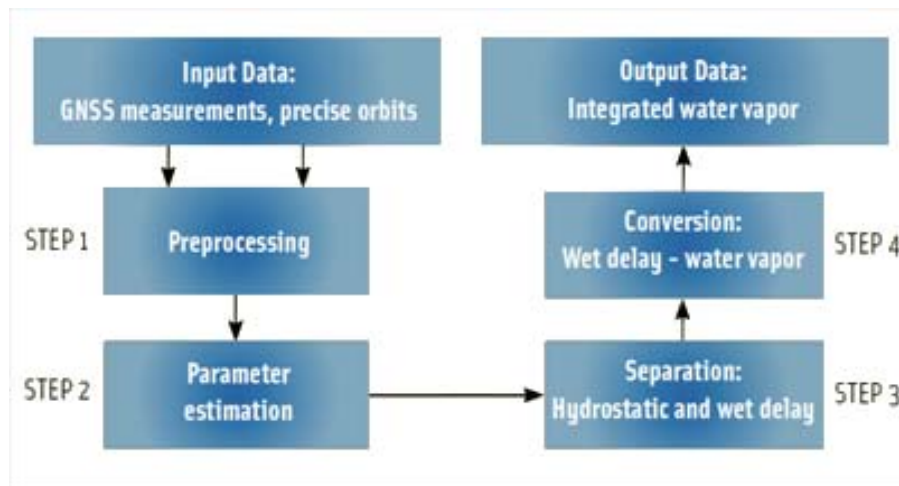 Input Data:
GNSS measurements, precise orbits
STEP 1
Preprocessing
STEP 2
Parameter
estimation
Separation:
Hydrostatic and wet delay
STEP 3
Conversion:
Wet delay - water vapor
STEP 4
Output Data:
Integrated water vapor